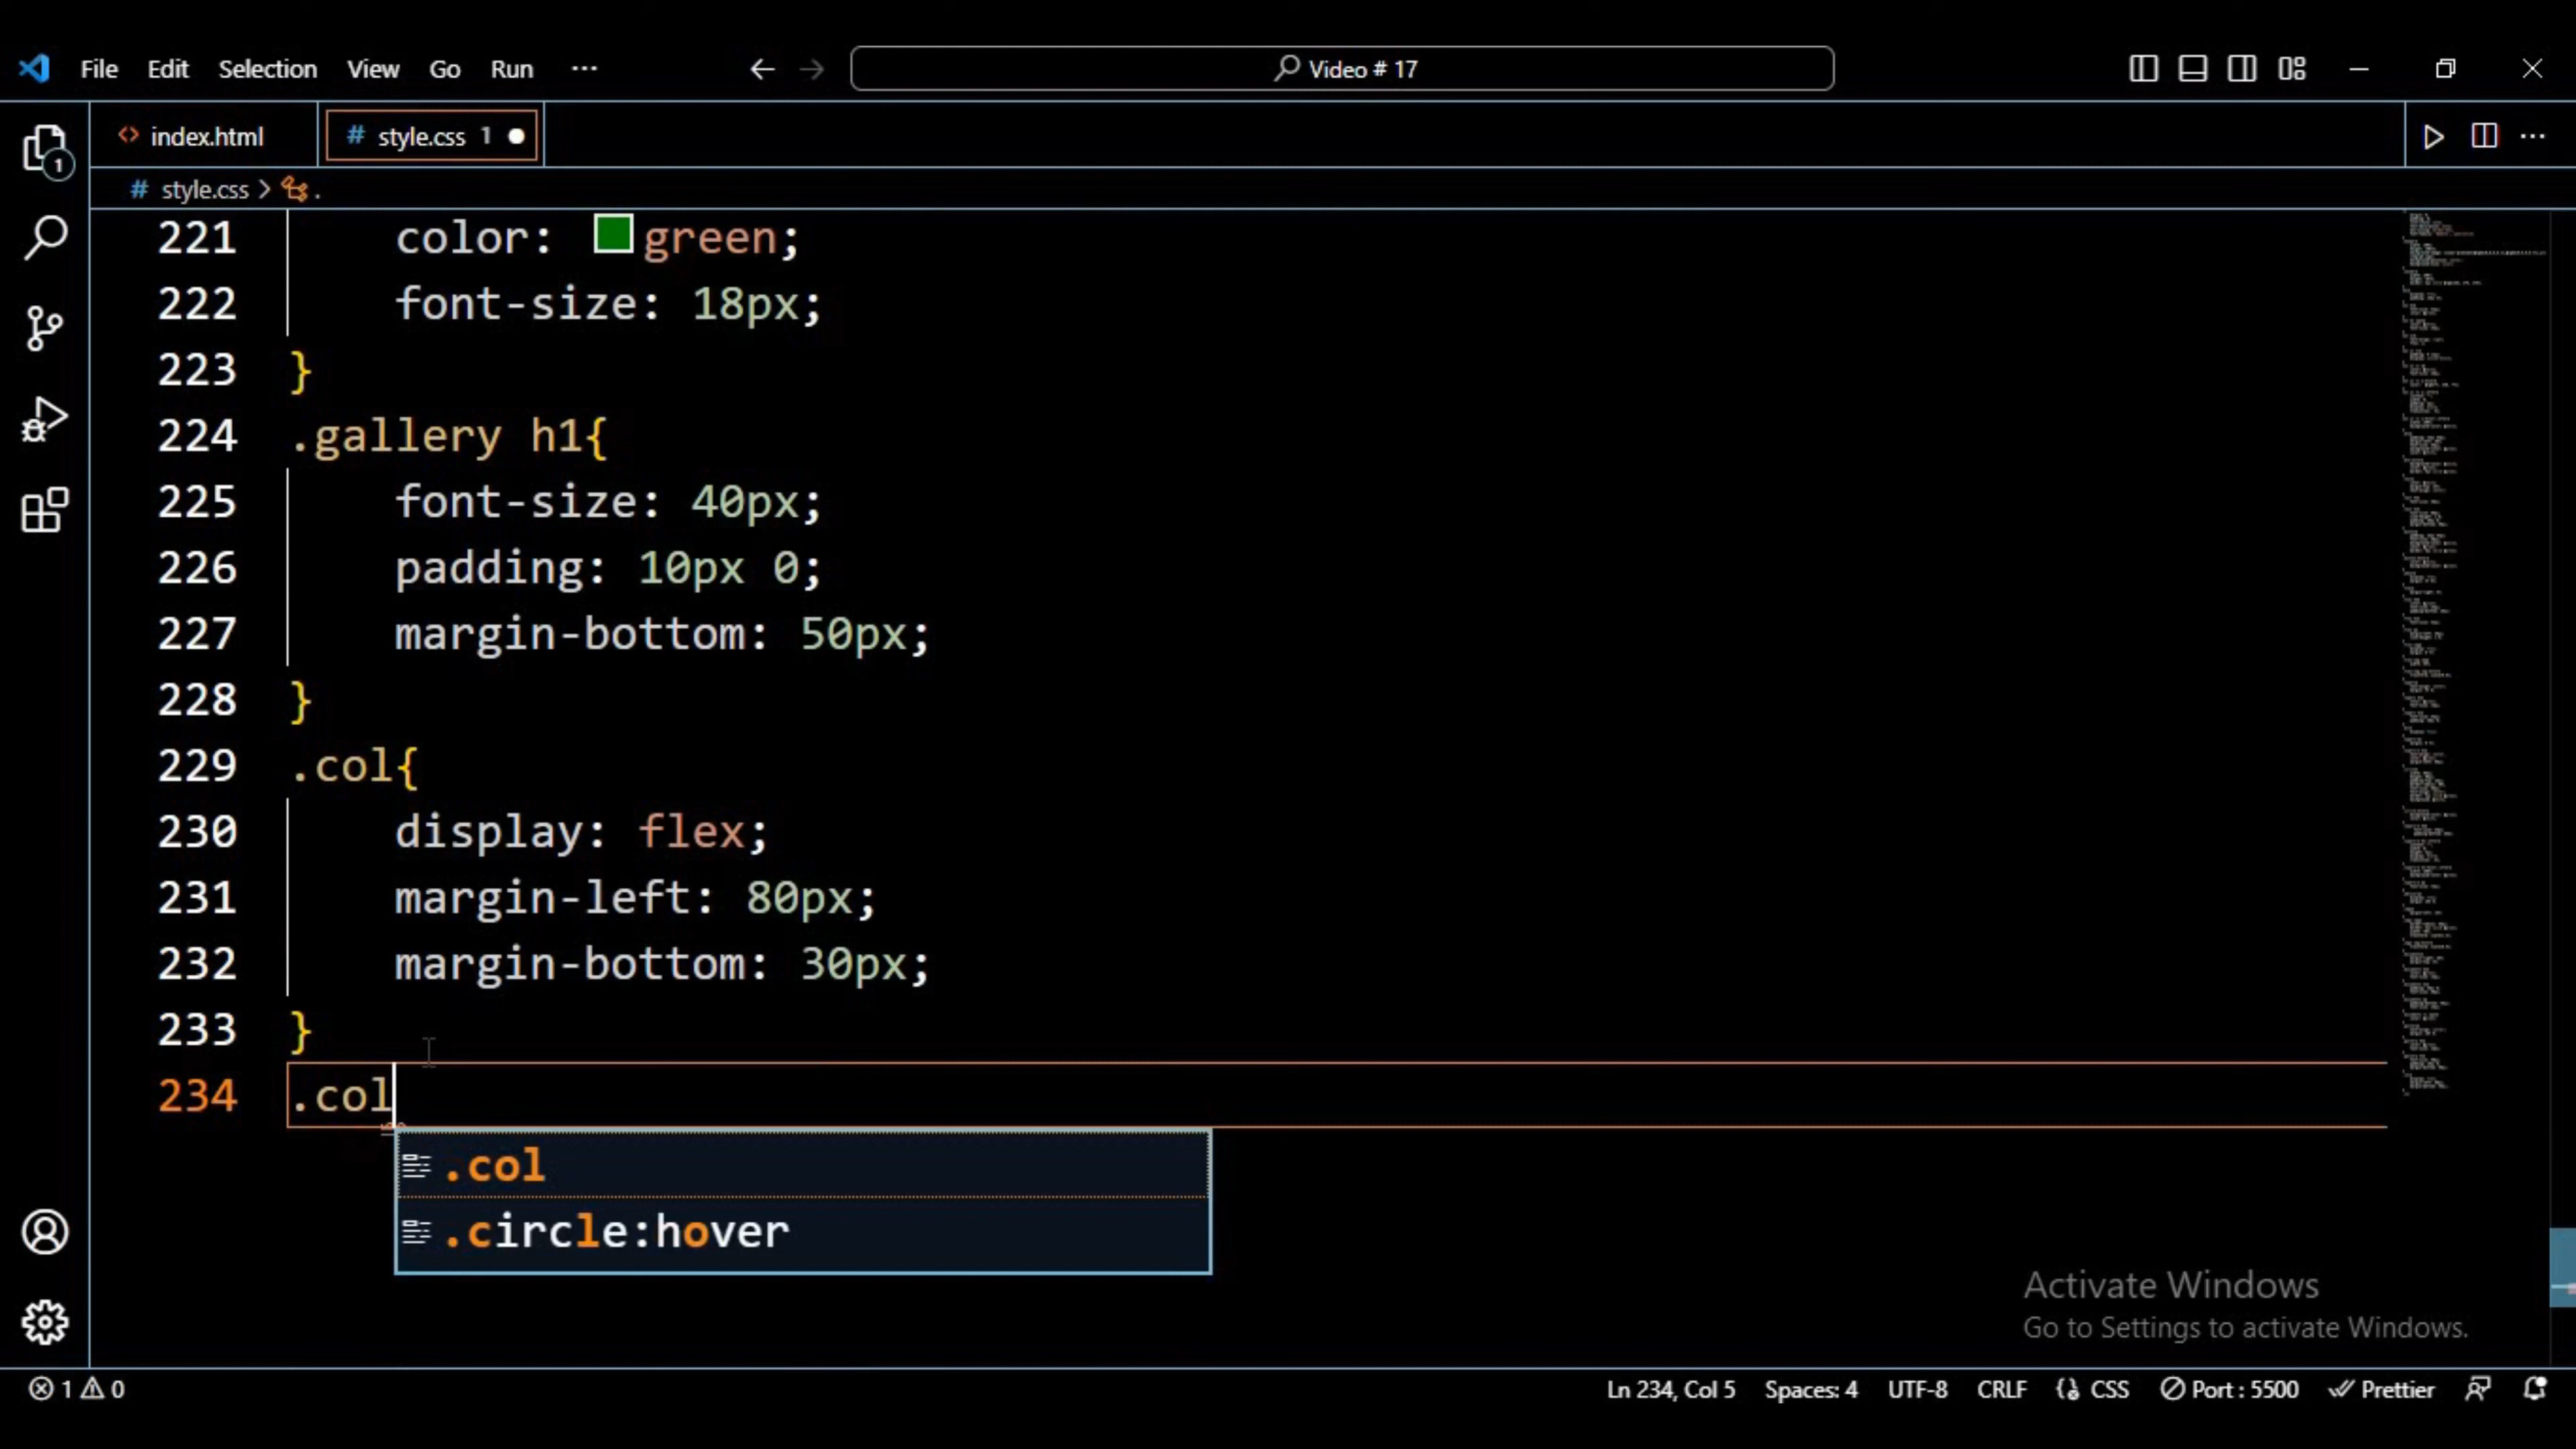 File Edit Selection View Go Run ···
Video # 17
index.html
# style.css 1
# style.css > .
1
221 color: green;
222 font-size: 18px;
223 }
224 .gallery h1{
225 font-size: 40px;
226 padding: 10px 0;
227 margin-bottom: 50px;
228 }
229 .col{
230 display: flex;
231 margin-left: 80px;
232 margin-bottom: 30px;
233 }
234 .col
.col
.circle:hover
Activate Windows
Go to Settings to activate Windows.
1 0 Ln 234, Col 5 Spaces: 4 UTF-8 CRLF CSS Port : 5500 Prettier